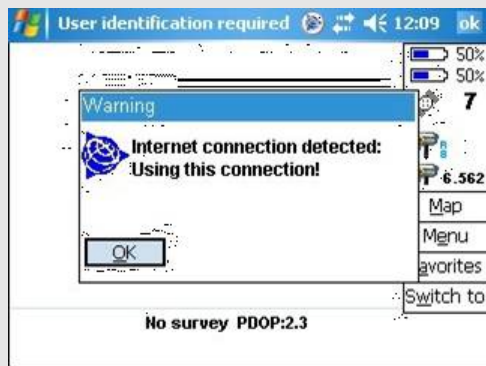 User identification required 12:09 ok
50%
50%
7
Warning
Internet connection detected:
Using this connection!
6.562
Map
Menu
OK
avorites
Switch to
No survey PDOP:2.3